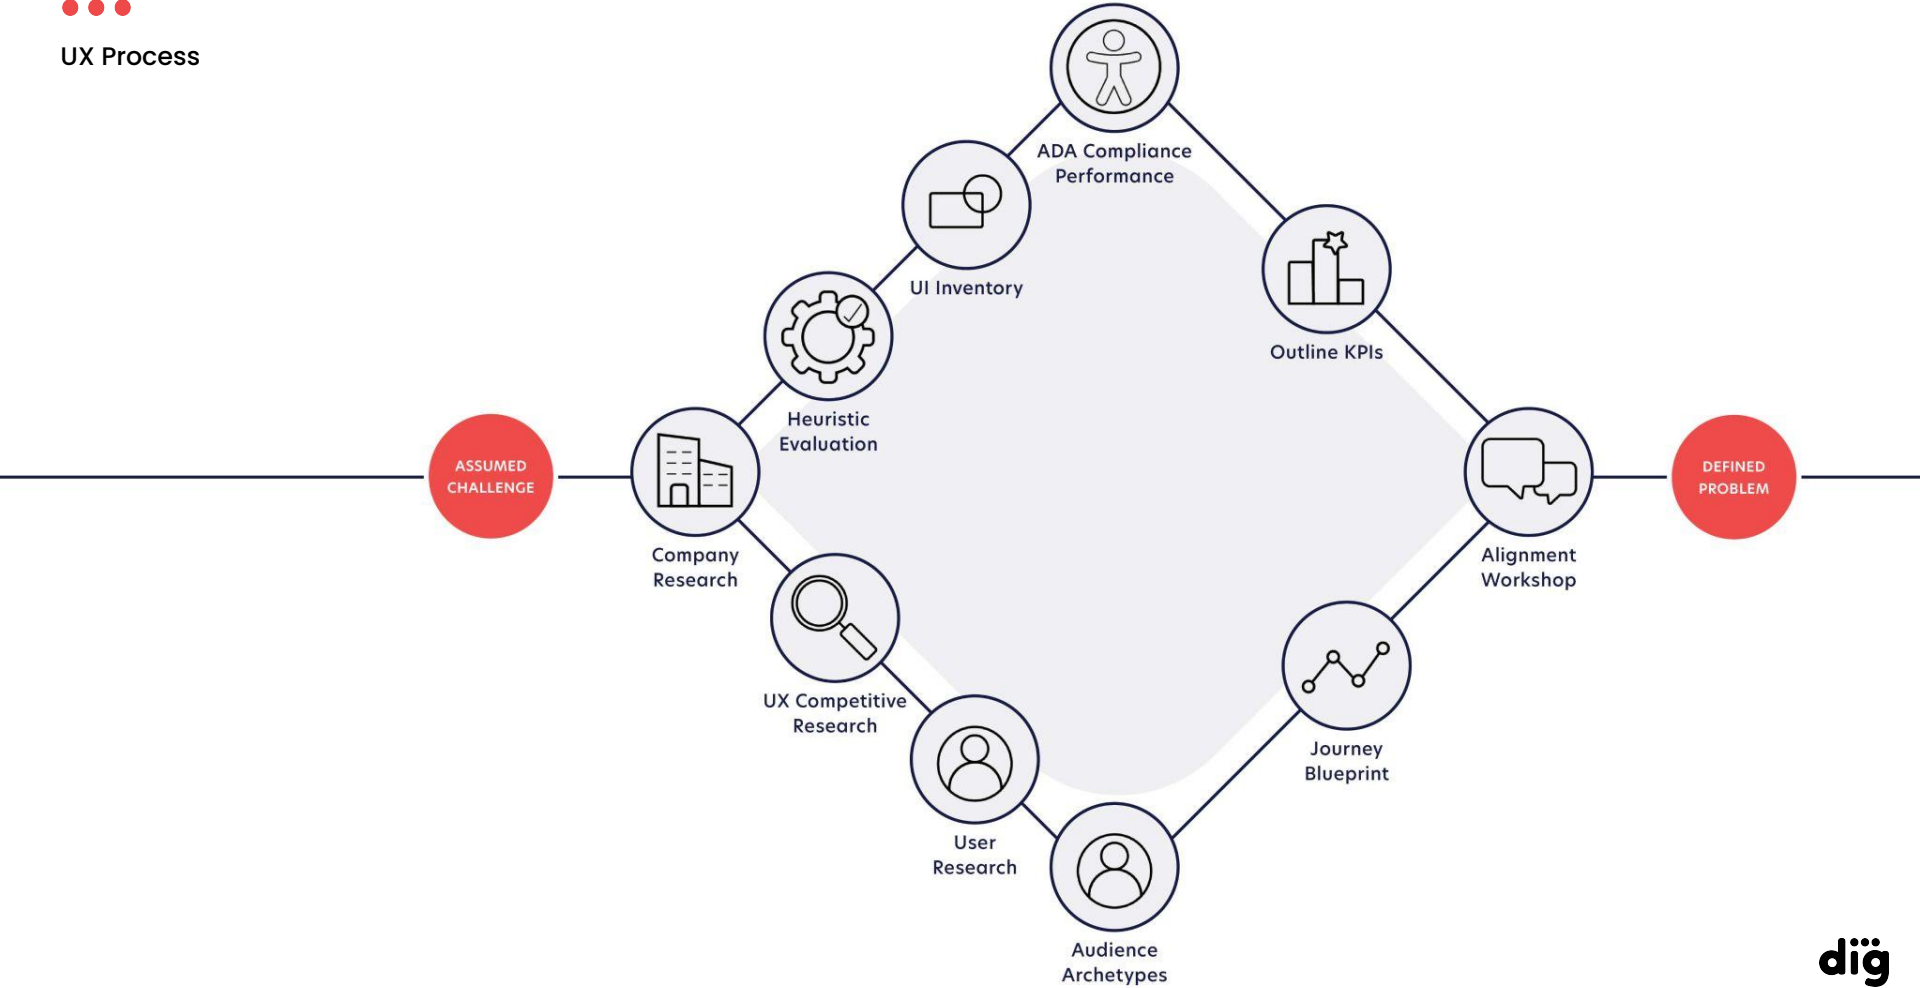 UX Process
ADA Compliance
Performance
UI Inventory
Outline KPIs
Heuristic
Evaluation
ASSUMED
CHALLENGE
DEFINED
PROBLEM
Company
Research
Alignment
Workshop
UX Competitive
Research
Journey
Blueprint
User
Research
Audience
Archetypes
dig